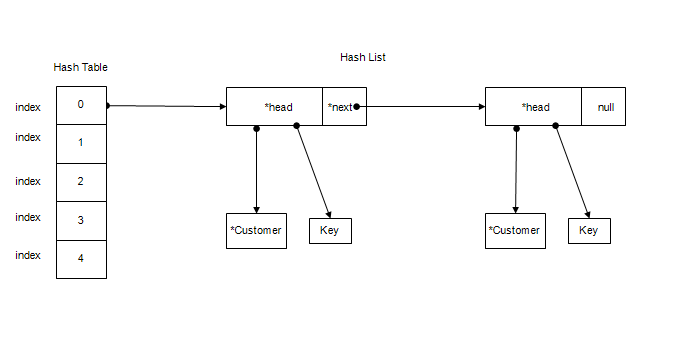 Hash List
Hash Table
index 0 *head *next *head null
index 1
index 2
index 3 *Customer Key *Customer Key
index 4